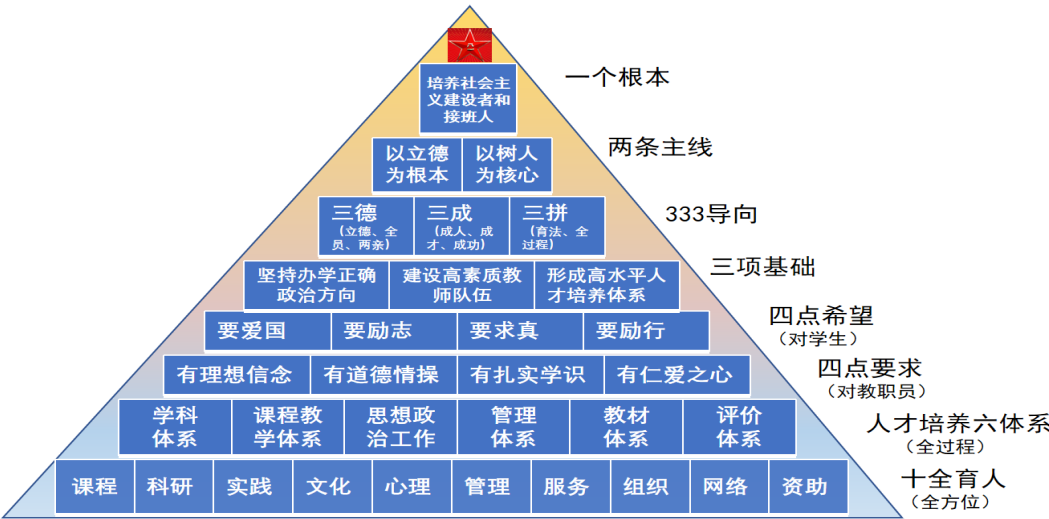 培养社会主
义建设者和
接班人
一个根本
以立德
为根本
以树人
为核心
两条主线
三德
(立德、全
员、两亲)
三成
(成人、成
才、成功)
三拼
(育法、全
过程)
333导向
坚持办学正确
政治方向
建设高素质教
师队伍
形成高水平人
才培养体系
三项基础
要爱国
要励志
要求真
要励行
四点希望
(对学生)
有理想信念
有道德情操
有扎实学识
有仁爱之心
四点要求
(对教职员)
学科
体系
课程教
学体系
思想政
治工作
管理
体系
教材
体系
评价
体系
人才培养六体系
(全过程)
课程
科研
实践
文化
心理
管理
服务
组织
网络
资助
十全育人
(全方位)